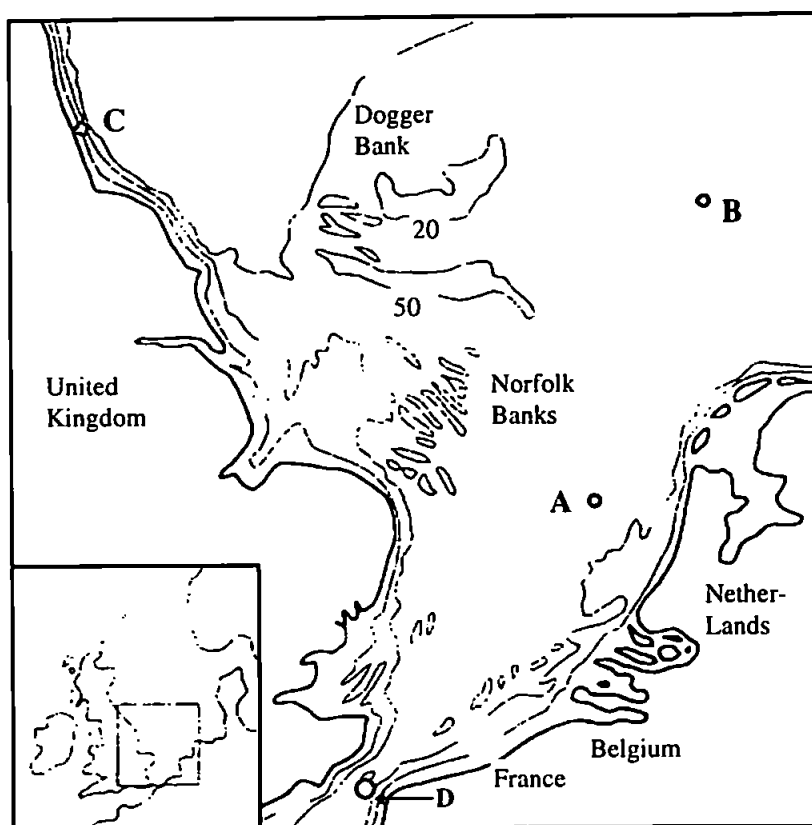 C
Dogger
Bank
20
B
50
United
Kingdom
Norfolk
Banks
A
Nether-
Lands
Belgium
France
D